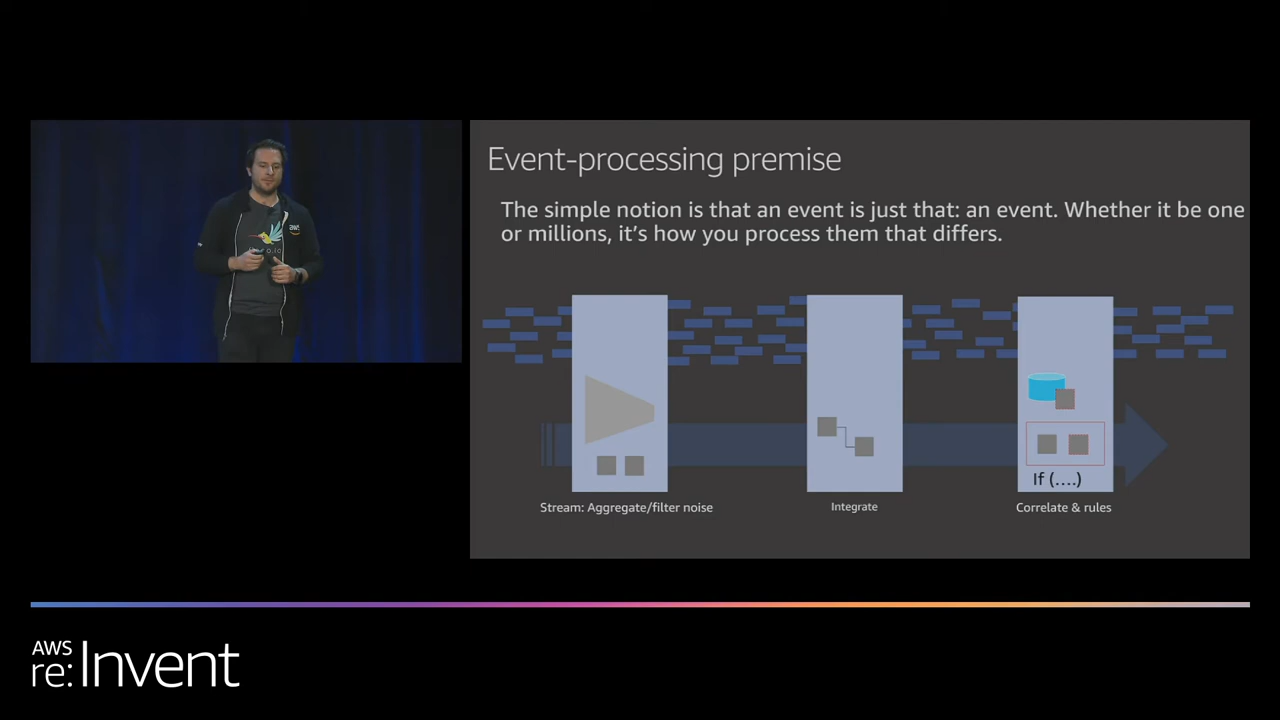 Event-processing premise
The simple notion is that an event is just that: an event. Whether it be one
or millions, it's how you process them that differs.
If (....)
Stream: Aggregate/filter noise
Integrate
Correlate & rules
aws
AWS
re:Invent